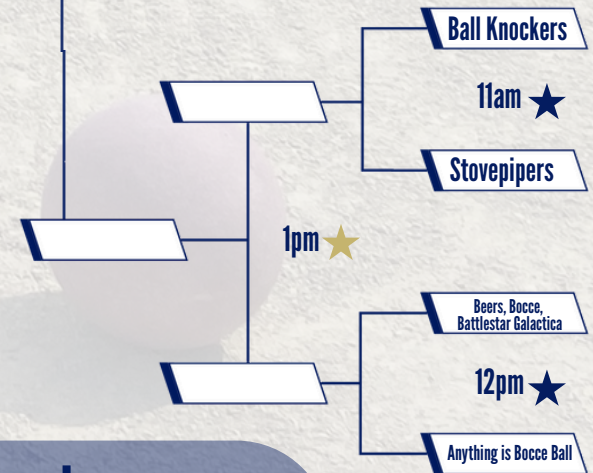 Ball Knockers
11am
Stovepipers
1pm
Beers, Bocce,
Battlestar Galactica
12pm
Anything is Bocce Ball